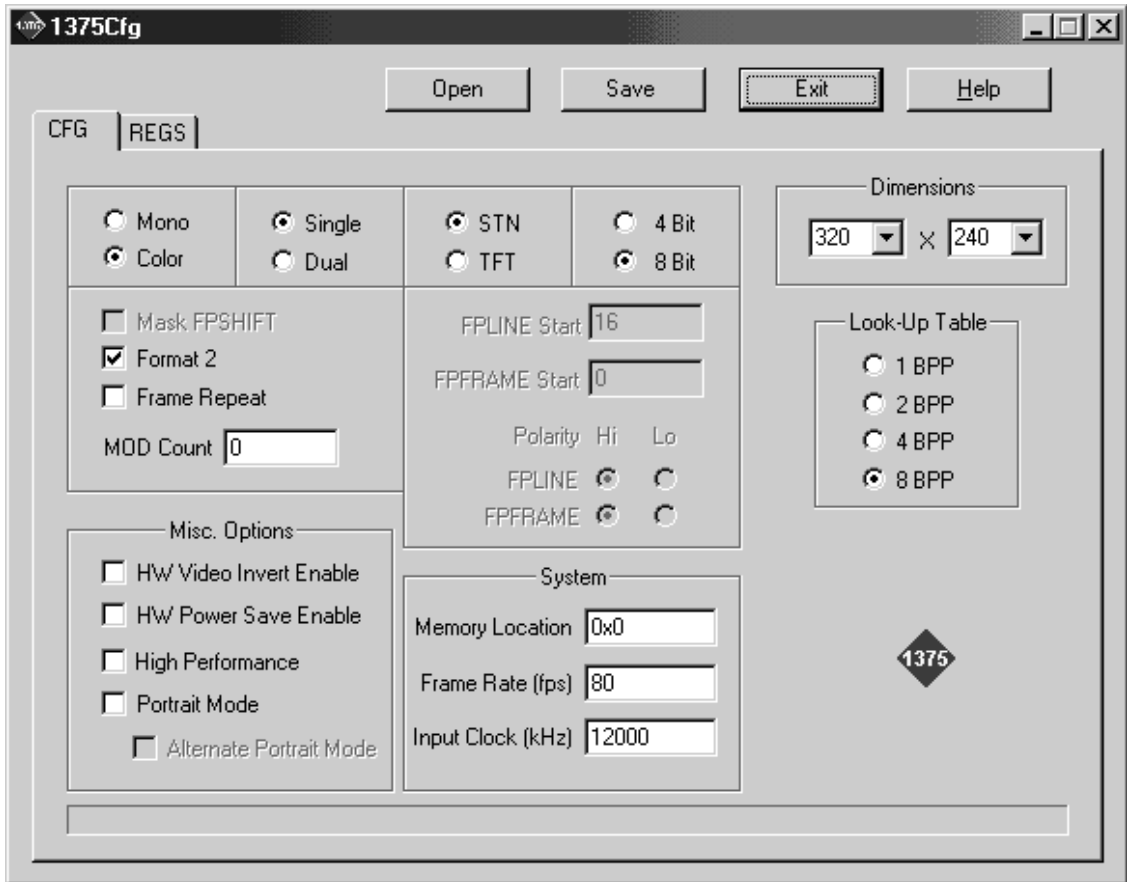 1375Cfg
Open Save Exit Help
CFG REGS
Mono Single STN 4 Bit
Color Dual TFT 8 Bit
Dimensions
320 X 240
Mask FPSHIFT
Format 2
Frame Repeat
MOD Count 0
FPLINE Start 16
FPFRAME Start 0
Polarity Hi Lo
FPLINE
FPFRAME
Look-Up Table
1 BPP
2 BPP
4 BPP
8 BPP
Misc. Options
HW Video Invert Enable
HW Power Save Enable
High Performance
Portrait Mode
Alternate Portrait Mode
System
Memory Location 0x0
Frame Rate (fps) 80
Input Clock (kHz) 12000
1375